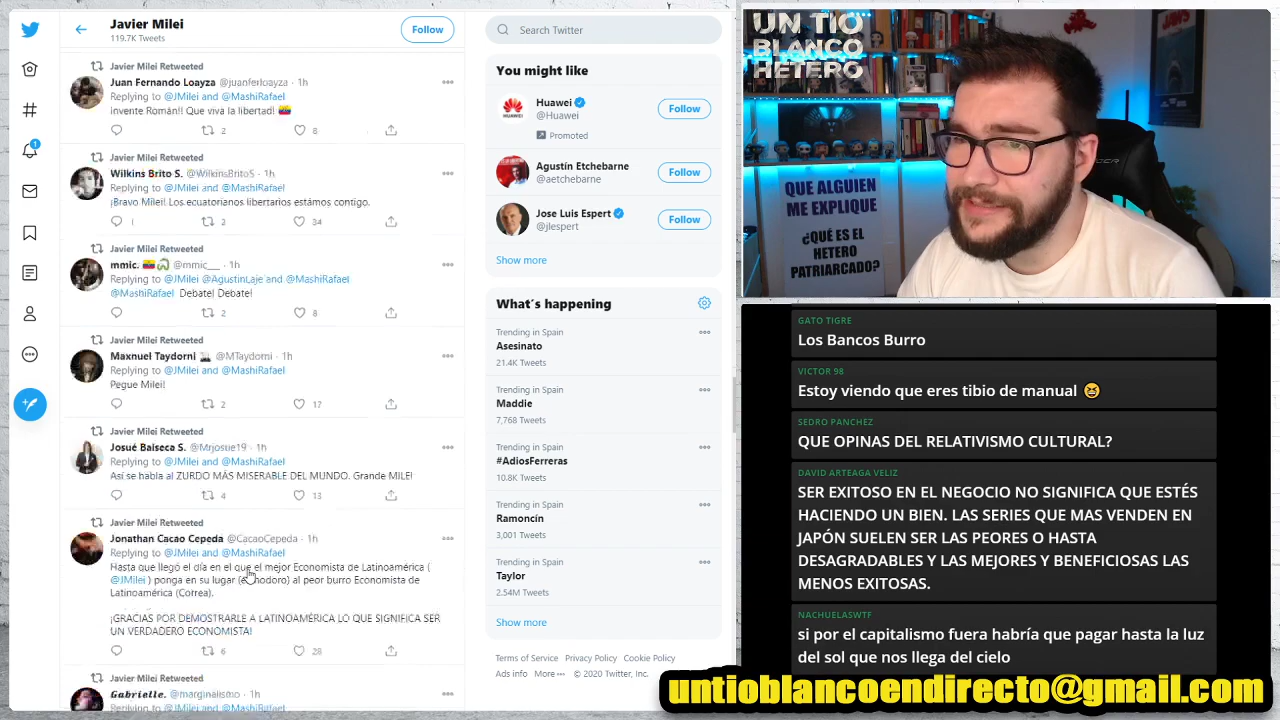 Javier Milei
119.7K Tweets
Follow
Javier Milei Retweeted
Juan Fernando Loayza @juanferloayza · 1h
Replying to @JMilei and @MashiRafael
Invente Román!! Que viva la libertad!
2 8
Javier Milei Retweeted
Wilkins Brito S. @WilkinsBritoS · 1h
Replying to @JMilei and @MashiRafael
¡Bravo Milei! Los ecuatorianos libertarios estámos contigo.
34
Javier Milei Retweeted
mmic. @mmic___ · 1h
Replying to @JMilei @AgustinLaje and @MashiRafael
@MashiRafael Debate! Debate!
2 8
Javier Milei Retweeted
Maxnuel Taydorni @MTaydorni · 1h
Replying to @JMilei and @MashiRafael
Pegue Milei!
2 17
Javier Milei Retweeted
Josué Balseca S. @Mrjosue19 · 1h
Replying to @JMilei and @MashiRafael
Así se habla al ZURDO MÁS MISERABLE DEL MUNDO. Grande MILEI
4 13
Javier Milei Retweeted
Jonathan Cacao Cepeda @CacaoCepeda · 1h
Replying to @JMilei and @MashiRafael
Hasta que llegó el día en el que el mejor Economista de Latinoamérica (
@JMilei ) ponga en su lugar (el inodoro) al peor burro Economista de
Latinoamérica (Correa).
¡GRACIAS POR DEMOSTRARLE A LATINOAMÉRICA LO QUE SIGNIFICA SER
UN VERDADERO ECONOMISTA!
6 28
Javier Milei Retweeted
Gabrielle. @marginalismo · 1h
Replying to @JMilei and @MashiRafael
Search Twitter
You might like
Huawei
@Huawei
Promoted
Follow
Agustín Etchebarne
@aetchebarne
Follow
Jose Luis Espert
@jlespert
Follow
Show more
What's happening
Trending in Spain
Asesinato
21.4K Tweets
Trending in Spain
Maddie
7,768 Tweets
Trending in Spain
#AdiosFerreras
10.8K Tweets
Trending in Spain
Ramoncín
3,001 Tweets
Trending in Spain
Taylor
2.54M Tweets
Show more
Terms of Service Privacy Policy Cookie Policy
Ads info More © 2020 Twitter, Inc.
UN TIO
BLANCO
HETERO
QUE ALGUIEN
ME EXPLIQUE
¿QUÉ ES EL
HETERO
PATRIARCADO?
GATO TIGRE
Los Bancos Burro
VICTOR 98
Estoy viendo que eres tibio de manual
SEDRO PANCHEZ
QUE OPINAS DEL RELATIVISMO CULTURAL?
DAVID ARTEAGA VELIZ
SER EXITOSO EN EL NEGOCIO NO SIGNIFICA QUE ESTÉS
HACIENDO UN BIEN. LAS SERIES QUE MAS VENDEN EN
JAPÓN SUELEN SER LAS PEORES O HASTA
DESAGRADABLES Y LAS MEJORES Y BENEFICIOSAS LAS
MENOS EXITOSAS.
NACHUELASWTF
si por el capitalismo fuera habría que pagar hasta la luz
del sol que nos llega del cielo
untioblancoendirecto@gmail.com